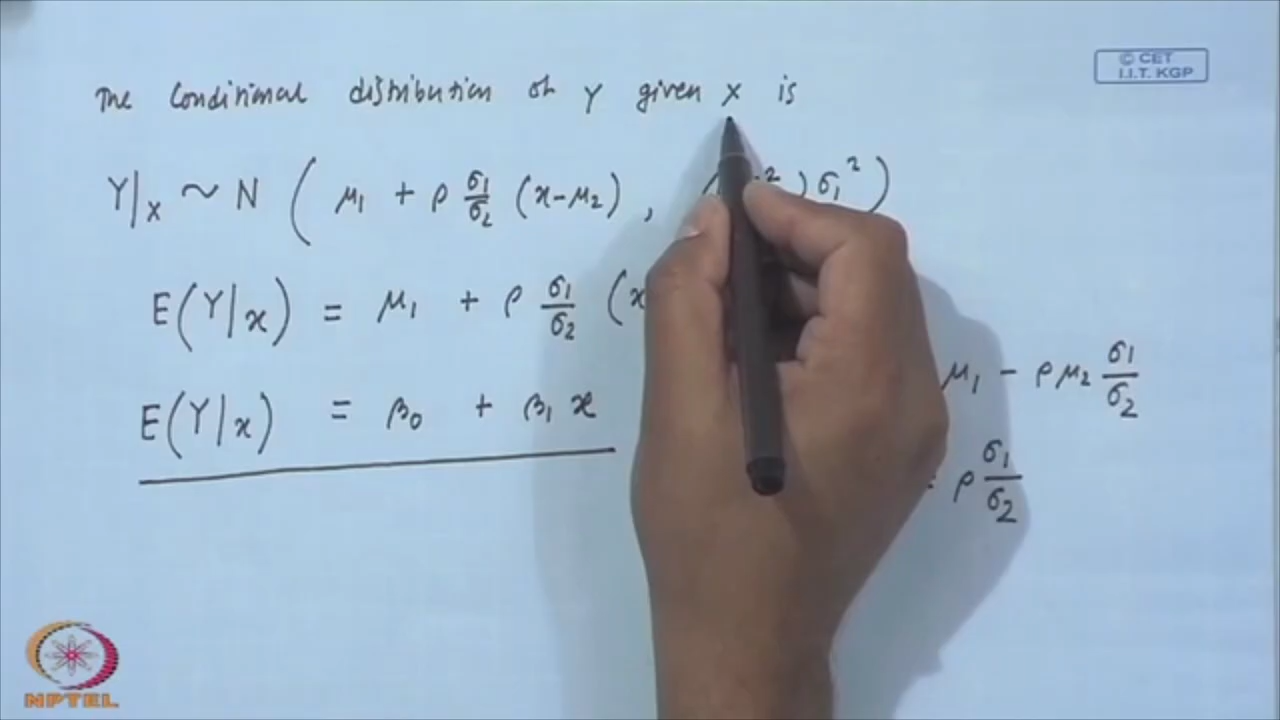 © CET
I.I.T. KGP
The Conditional distribution of Y given X is
Y|x ~ N ( μ1 + ρ σ1/σ2 (x-μ2) , ( 2 ) σ1² )
E(Y|x) = μ1 + ρ σ1/σ2 (x
μ1 - ρμ2 σ1/σ2
E(Y|x) = β0 + β1 x
ρ σ1/σ2
NPTEL